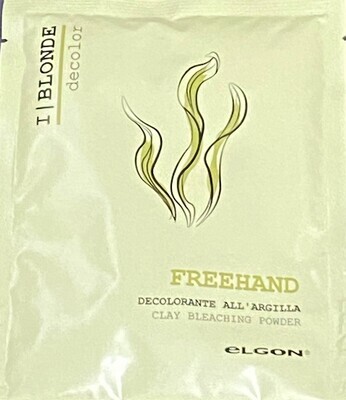 I|BLONDE
decolor
FREEHAND
DECOLORANTE ALL'ARGILLA
CLAY BLEACHING POWDER
eLGON®